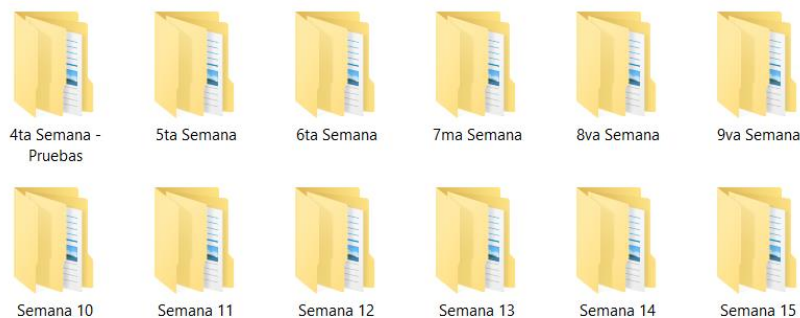 4ta Semana - Pruebas
5ta Semana
6ta Semana
7ma Semana
8va Semana
9va Semana
Semana 10
Semana 11
Semana 12
Semana 13
Semana 14
Semana 15